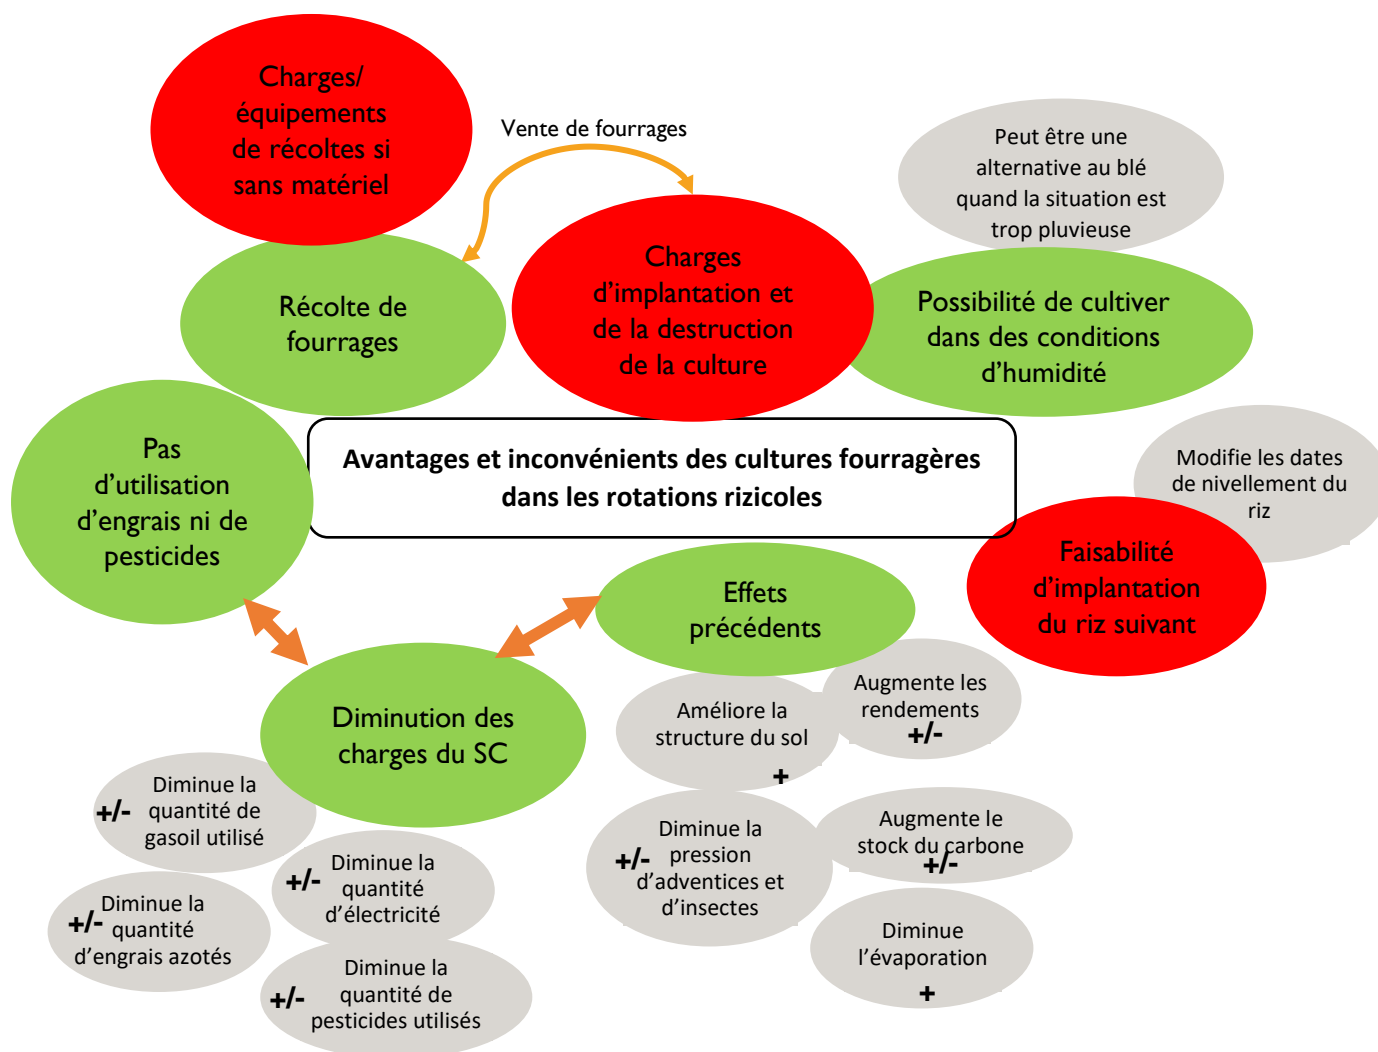 Charges/
équipements
de récoltes si
sans matériel
Vente de fourrages
Peut être une
alternative au blé
quand la situation est
trop pluvieuse
Récolte de
fourrages
Charges
d'implantation et
de la destruction
de la culture
Possibilité de cultiver
dans des conditions
d'humidité
Pas
d'utilisation
d'engrais ni de
pesticides
Avantages et inconvénients des cultures fourragères
dans les rotations rizicoles
Modifie les dates
de nivellement du
riz
Faisabilité
d'implantation
du riz suivant
Effets
précédents
Diminution des
charges du SC
Améliore la
structure du sol
+
Augmente les
rendements
+/-
Diminue la
+/- quantité de
gasoil utilisé
Diminue la
+/- quantité
d'électricité
Diminue la
+/- quantité
d'engrais azotés
Diminue la
+/- quantité de
pesticides utilisés
Diminue la
+/- pression
d'adventices et
d'insectes
Augmente le
stock du carbone
+/-
Diminue
l'évaporation
+